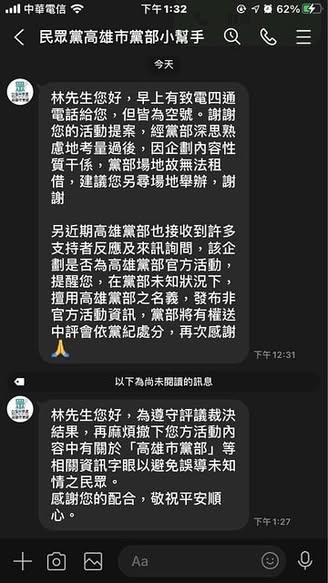 中華電信
下午1:32
62%
民眾黨高雄市黨部小幫手
今天
林先生您好，早上有致電四通
電話給您，但皆為空號。謝謝
您的活動提案，經黨部深思熟
慮地考量過後，因企劃內容性
質干係，黨部場地故無法租
借，建議您另尋場地舉辦，謝
謝
另近期高雄黨部也接收到許多
支持者反應及來訊詢問，該企
劃是否為高雄黨部官方活動，
提醒您，在黨部未知狀況下，
擅用高雄黨部之名義，發布非
官方活動資訊，黨部將有權送
中評會依黨紀處分，再次感謝
🙏
下午12:31
以下為尚未閱讀的訊息
林先生您好，為遵守評議裁決
結果，再麻煩撤下您方活動內
容中有關於「高雄黨部」等
相關資訊字眼以避免誤導未知
情之民眾。
感謝您的配合，敬祝平安順
心。
下午1:27
Aa